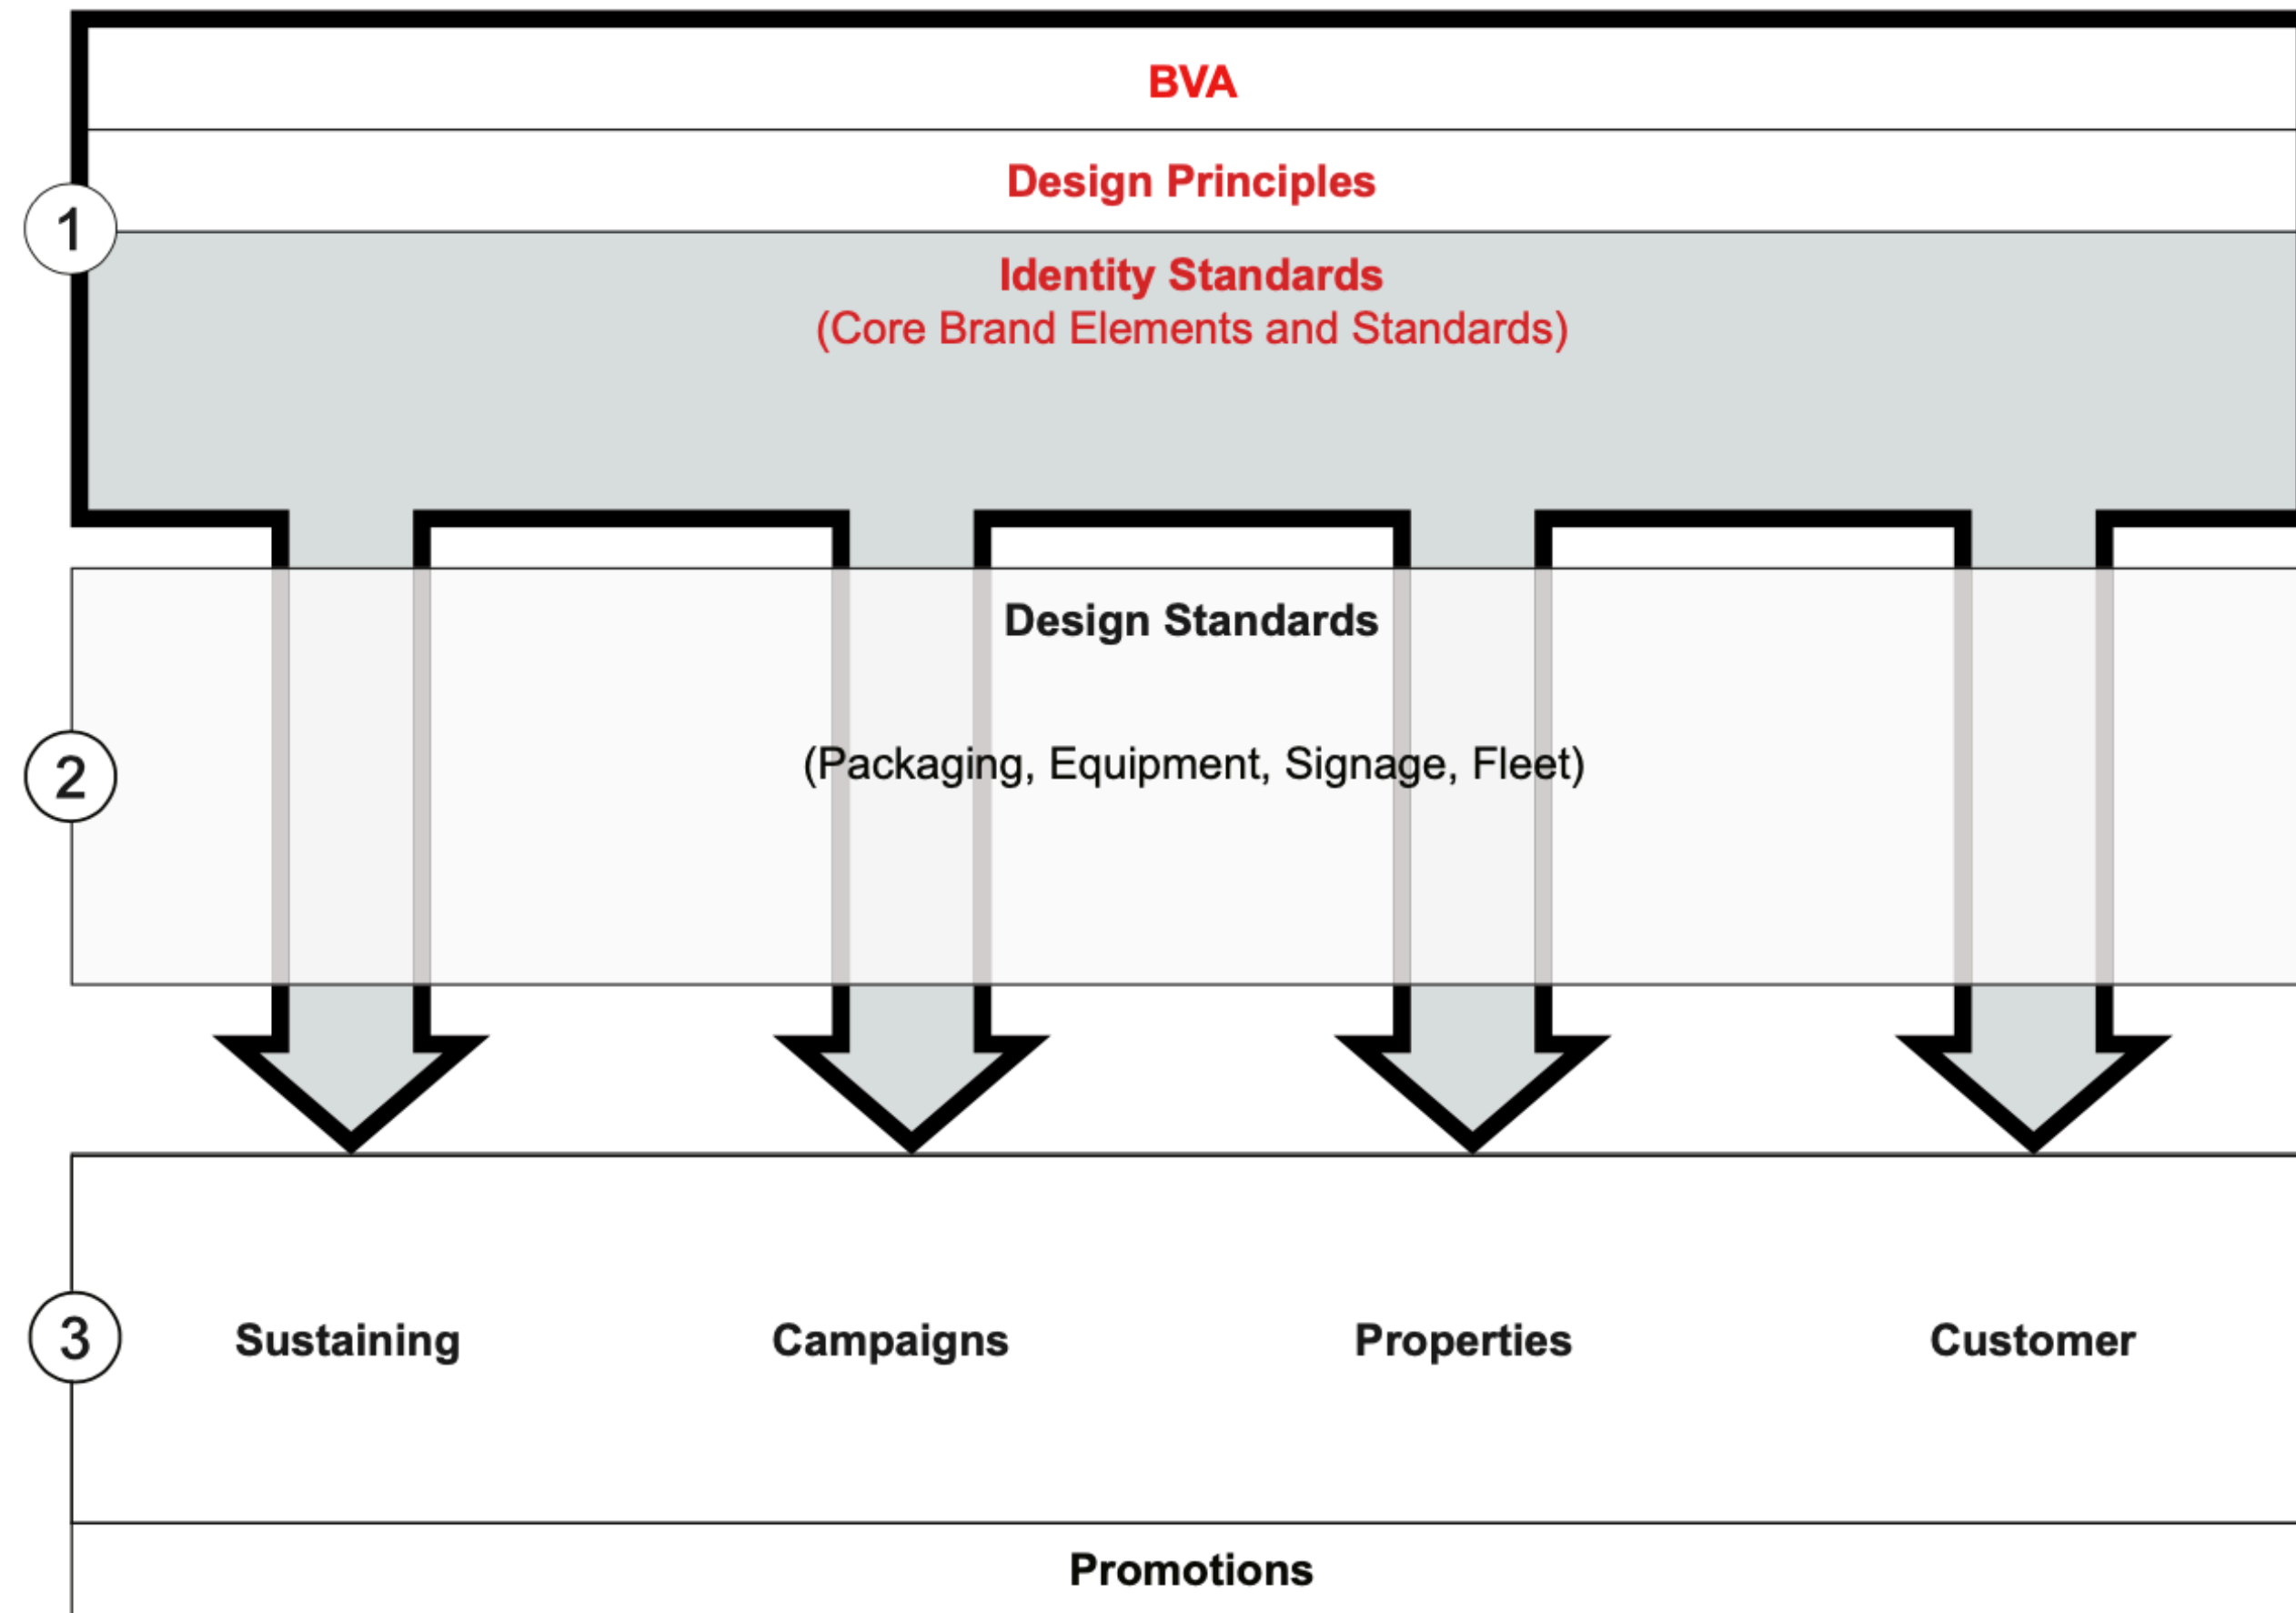 BVA
Design Principles
1
Identity Standards
(Core Brand Elements and Standards)
Design Standards
2
(Packaging, Equipment, Signage, Fleet)
3
Sustaining
Campaigns
Properties
Customer
Promotions